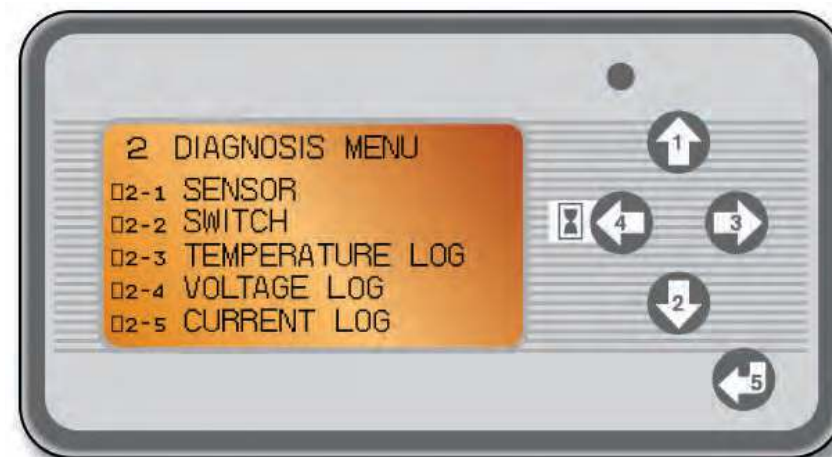 2 DIAGNOSIS MENU
▯2-1 SENSOR
▯2-2 SWITCH
▯2-3 TEMPERATURE LOG
▯2-4 VOLTAGE LOG
▯2-5 CURRENT LOG
1
4
3
2
5